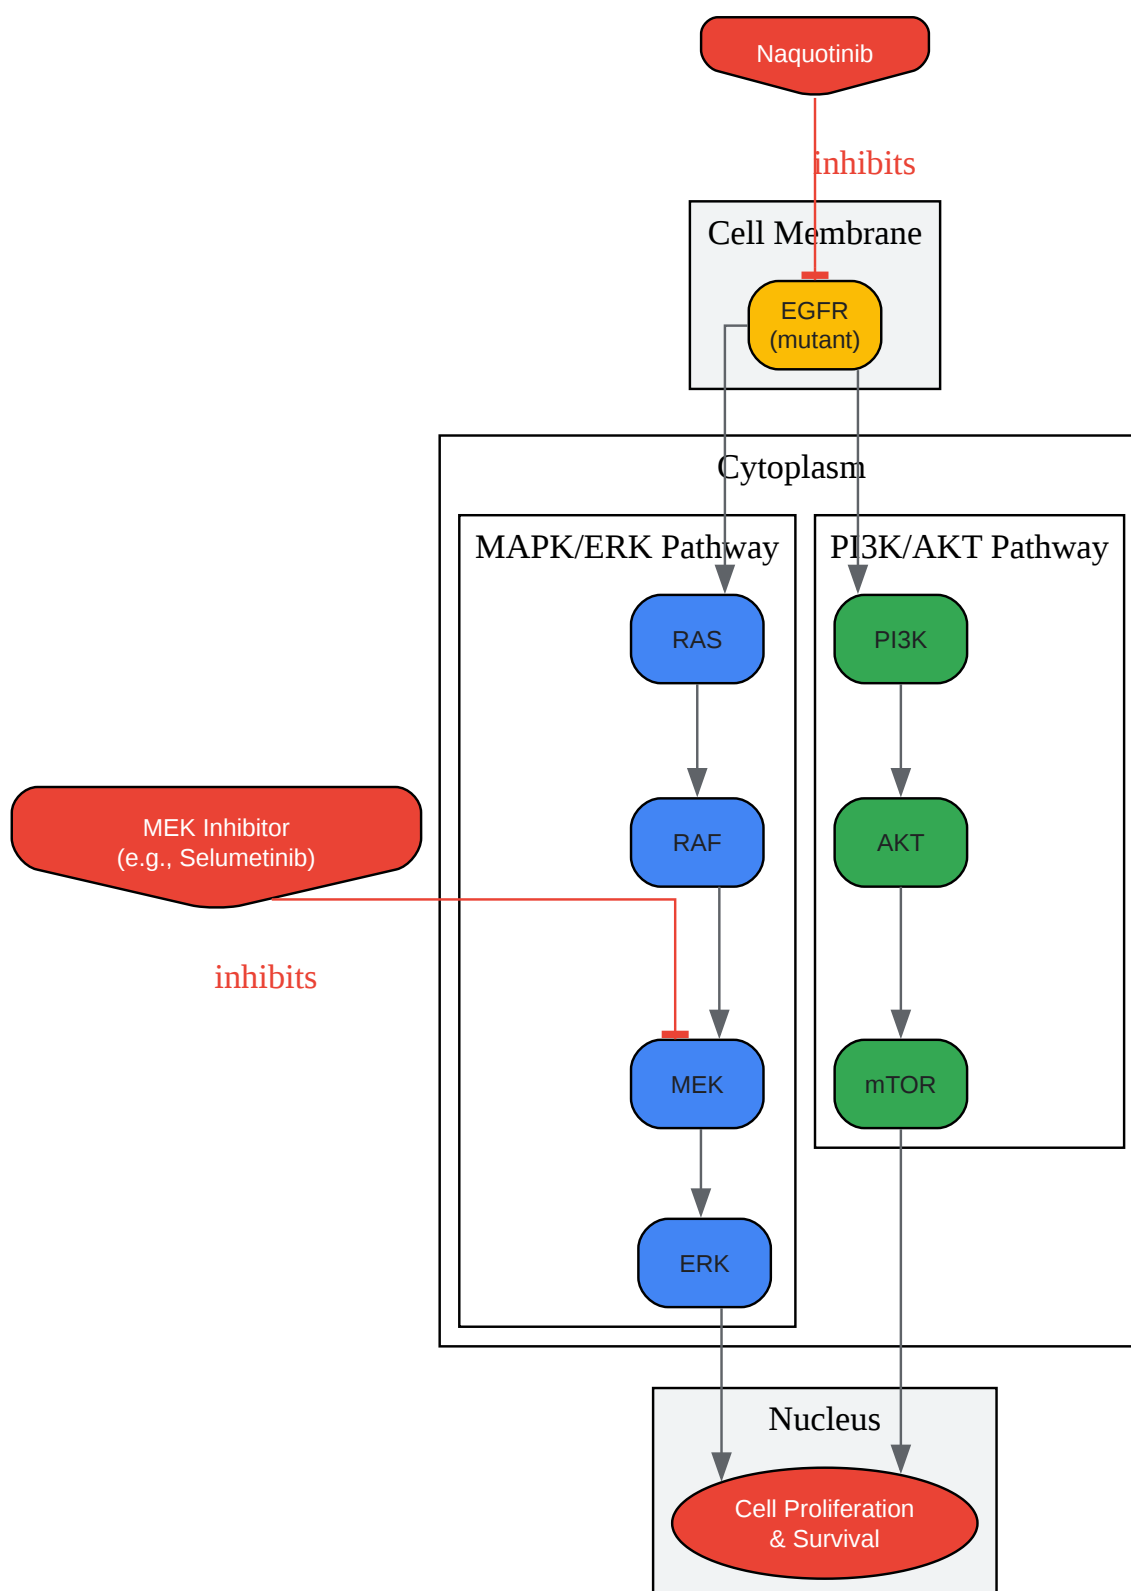 Naquotinib
inhibits
Cell Membrane
EGFR
(mutant)
Cytoplasm
MAPK/ERK Pathway
PI3K/AKT Pathway
RAS
PI3K
MEK Inhibitor
(e.g., Selumetinib)
RAF
AKT
inhibits
MEK
mTOR
ERK
Nucleus
Cell Proliferation
& Survival